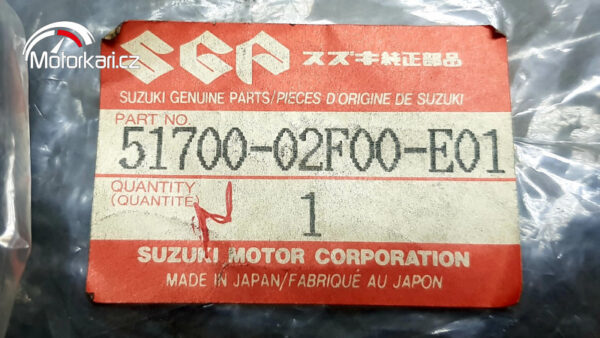 Motorkari.cz
SGP スズキ純正部品
SUZUKI GENUINE PARTS/PIECES D'ORIGINE DE SUZUKI
PART NO.
51700-02F00-E01
QUANTITY
(QUANTITÉ)
1
SUZUKI MOTOR CORPORATION
MADE IN JAPAN/FABRIQUÉ AU JAPON